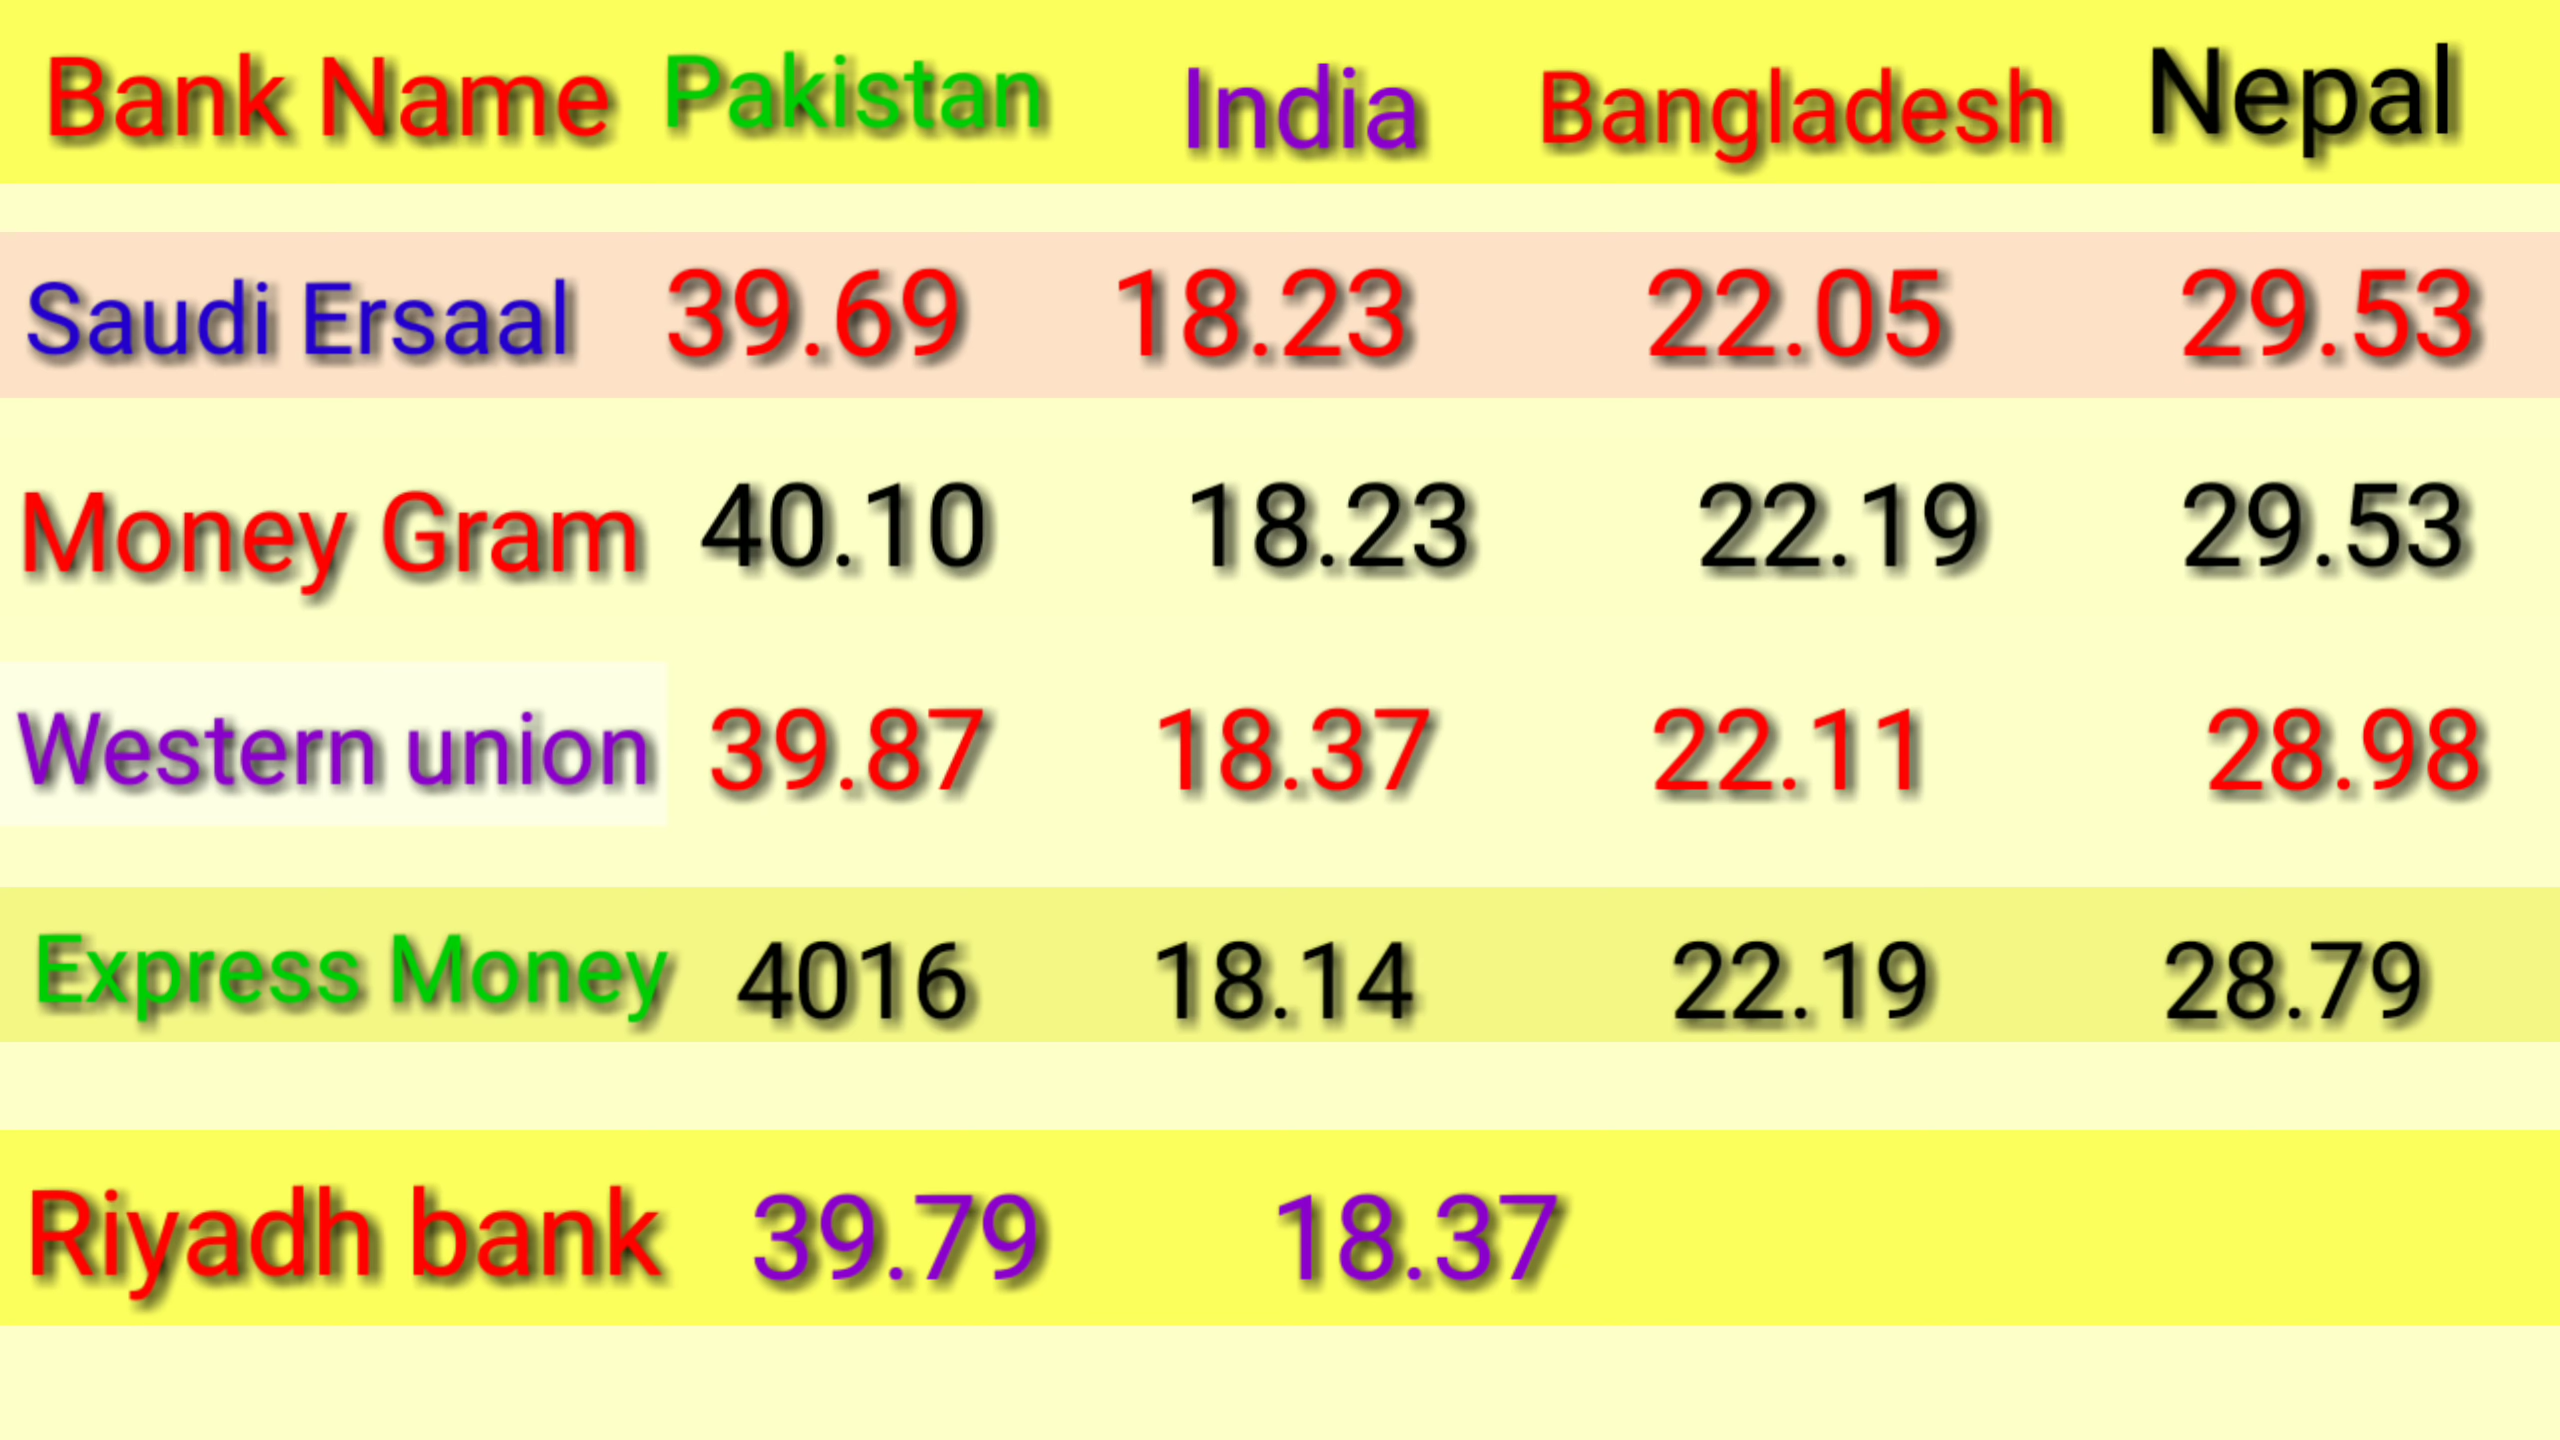 Bank Name Pakistan India Bangladesh Nepal
Saudi Ersaal 39.69 18.23 22.05 29.53
Money Gram 40.10 18.23 22.19 29.53
Western union 39.87 18.37 22.11 28.98
Express Money 4016 18.14 22.19 28.79
Riyadh bank 39.79 18.37